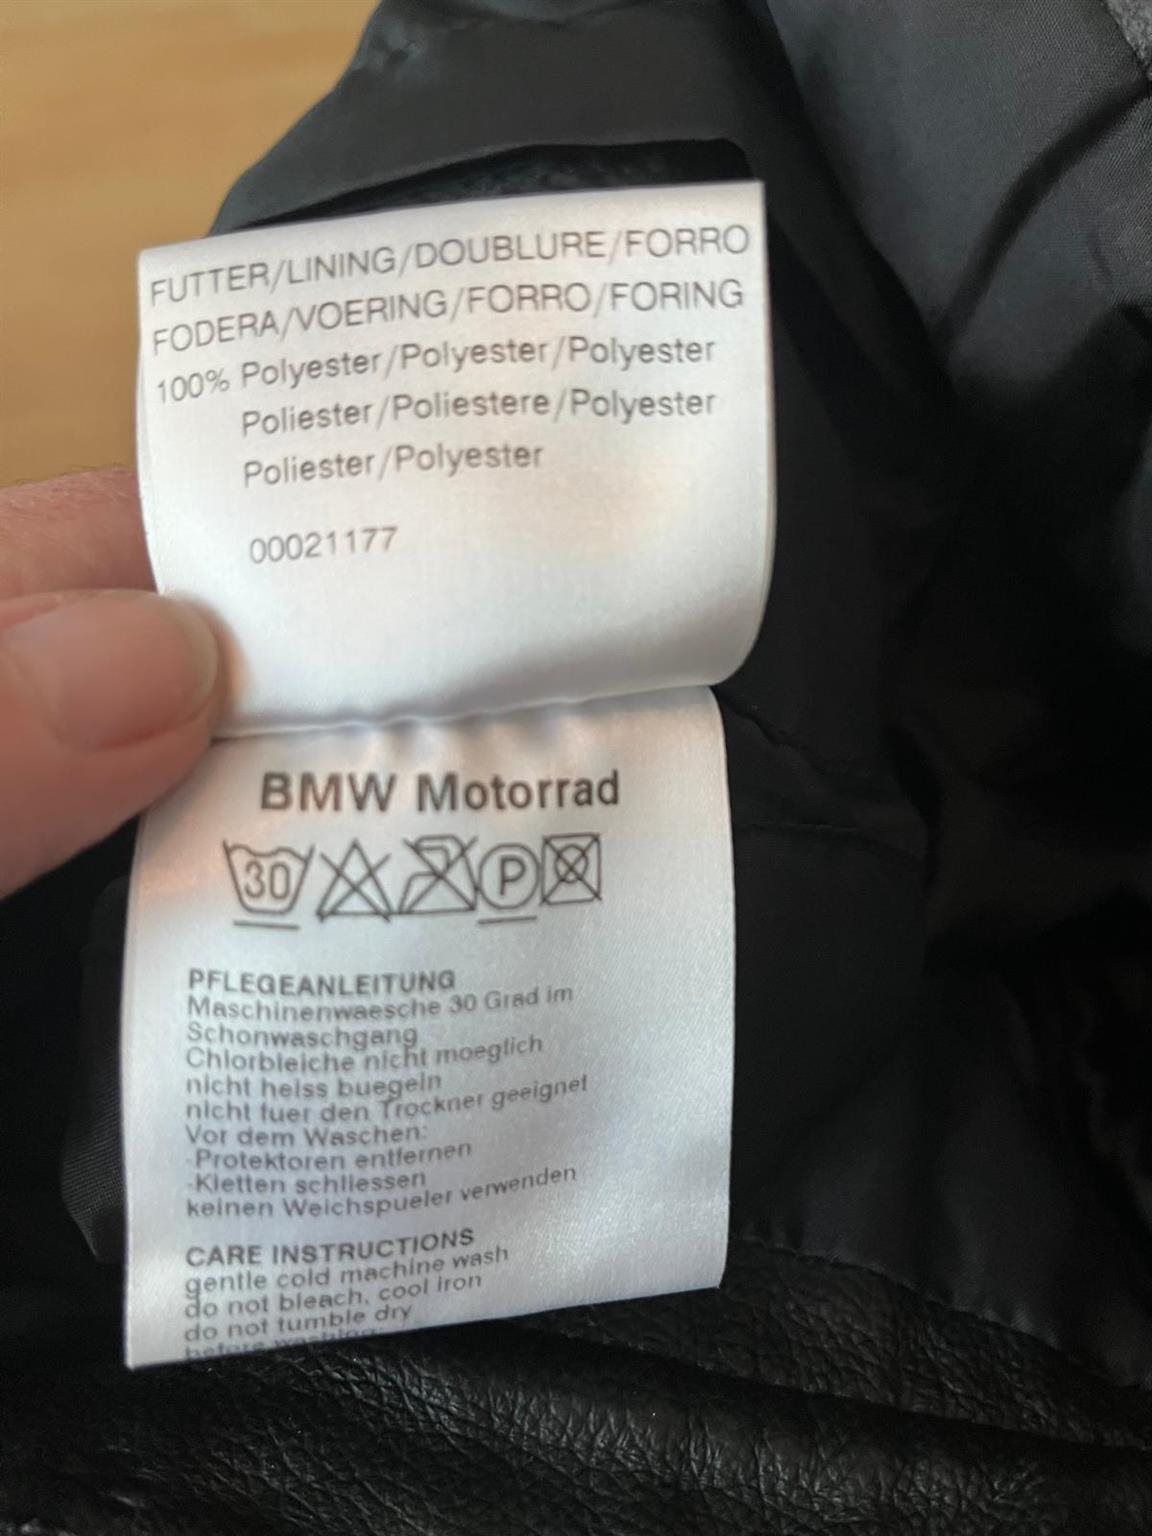 FUTTER/LINING/DOUBLURE/FORRO
FODERA/VOERING/FORRO/FORING
100% Polyester/Polyester/Polyester
Poliester/Poliestere/Polyester
Poliester/Polyester
00021177
BMW Motorrad
30 P
PFLEGEANLEITUNG
Maschinenwaesche 30 Grad im
Schonwaschgang
Chlorbleiche nicht moeglich
nicht heiss buegeln
nicht fuer den Trockner geeignet
Vor dem Waschen:
-Protektoren entfernen
-Kletten schliessen
keinen Weichspueler verwenden
CARE INSTRUCTIONS
gentle cold machine wash
do not bleach, cool iron
do not tumble dry
before washing: